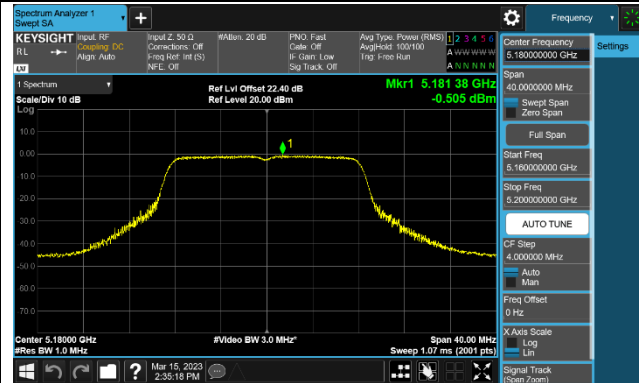 Spectrum Analyzer 1
Swept SA
+
Frequency
KEYSIGHT
RL
LXI
Input: RF
Coupling: DC
Align: Auto
Input Z: 50 Ω
Corrections: Off
Freq Ref: Int (S)
NFE: Off
#Atten: 20 dB
PNO: Fast
Gate: Off
IF Gain: Low
Sig Track: Off
Avg Type: Power (RMS)
Avg|Hold: 100/100
Trig: Free Run
1 2 3 4 5 6
A W W W W W
A N N N N N
1 Spectrum
Scale/Div 10 dB
Log
Ref Lvl Offset 22.40 dB
Ref Level 20.00 dBm
Mkr1 5.181 38 GHz
-0.505 dBm
1
10.0
0.00
-10.0
-20.0
-30.0
-40.0
-50.0
-60.0
-70.0
Center 5.18000 GHz
#Res BW 1.0 MHz
#Video BW 3.0 MHz*
Span 40.00 MHz
Sweep 1.07 ms (2001 pts)
Mar 15, 2023
2:35:18 PM
Center Frequency
5.180000000 GHz
Settings
Span
40.0000000 MHz
Swept Span
Zero Span
Full Span
Start Freq
5.160000000 GHz
Stop Freq
5.200000000 GHz
AUTO TUNE
CF Step
4.000000 MHz
Auto
Man
Freq Offset
0 Hz
X Axis Scale
Log
Lin
Signal Track
(Span Zoom)